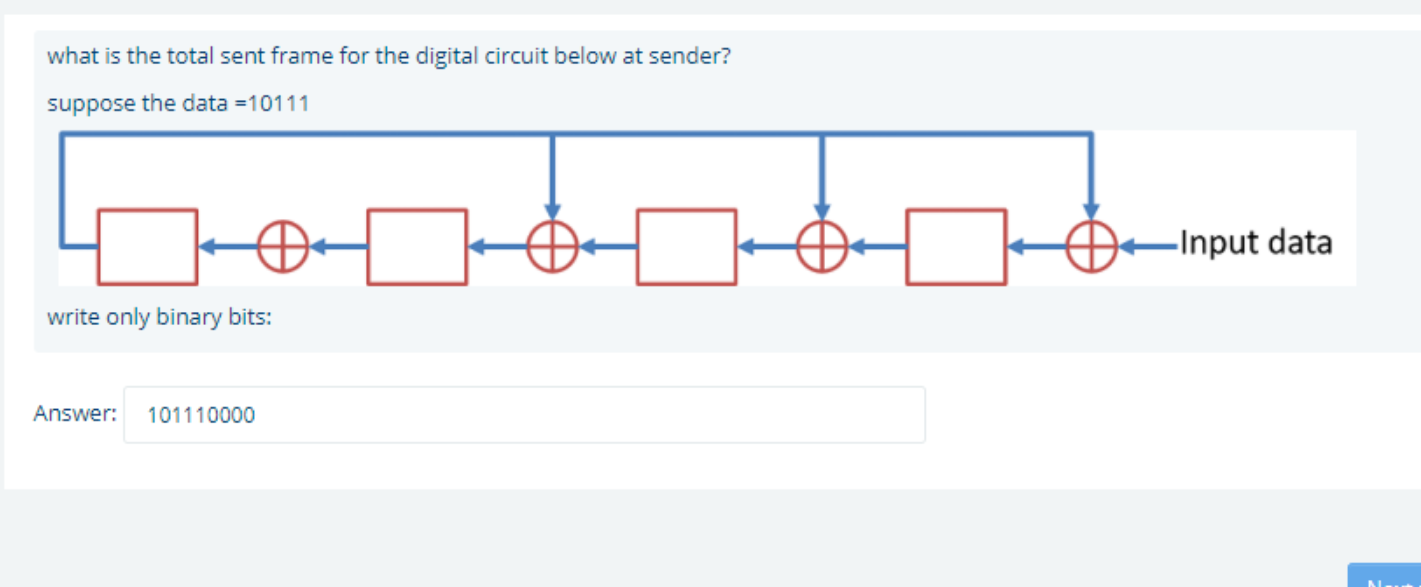 what is the total sent frame for the digital circuit below at sender?
suppose the data =10111
Input data
write only binary bits:
Answer: 101110000